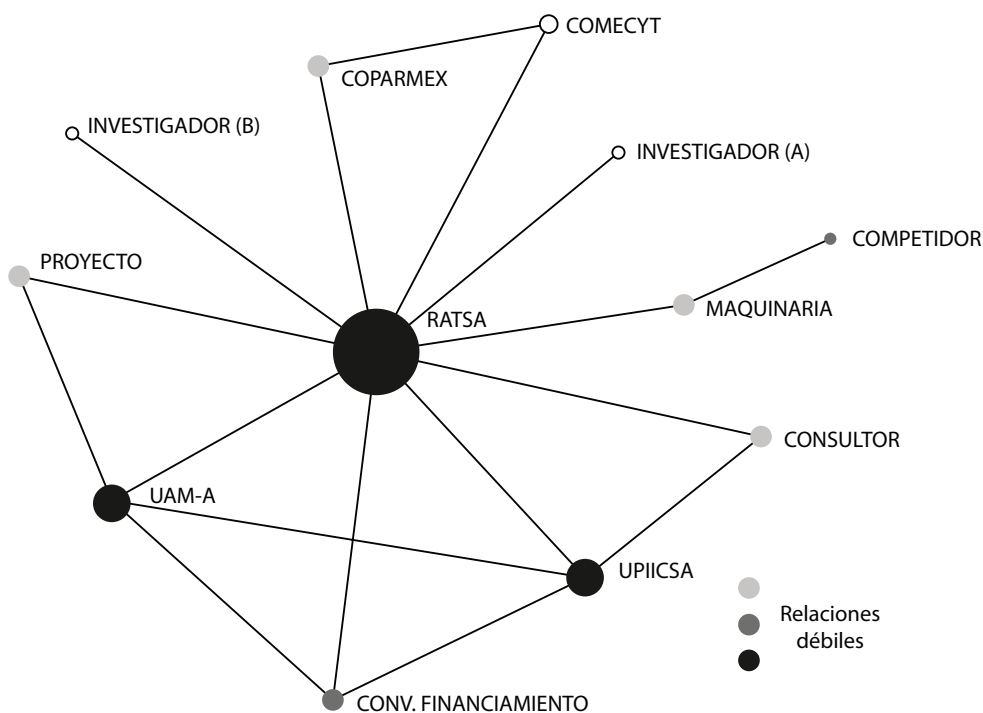 COMECYT
COPARMEX
INVESTIGADOR (B)
INVESTIGADOR (A)
COMPETIDOR
PROYECTO
MAQUINARIA
RATSA
CONSULTOR
UAM-A
UPIICSA
Relaciones
débiles
CONV. FINANCIAMIENTO